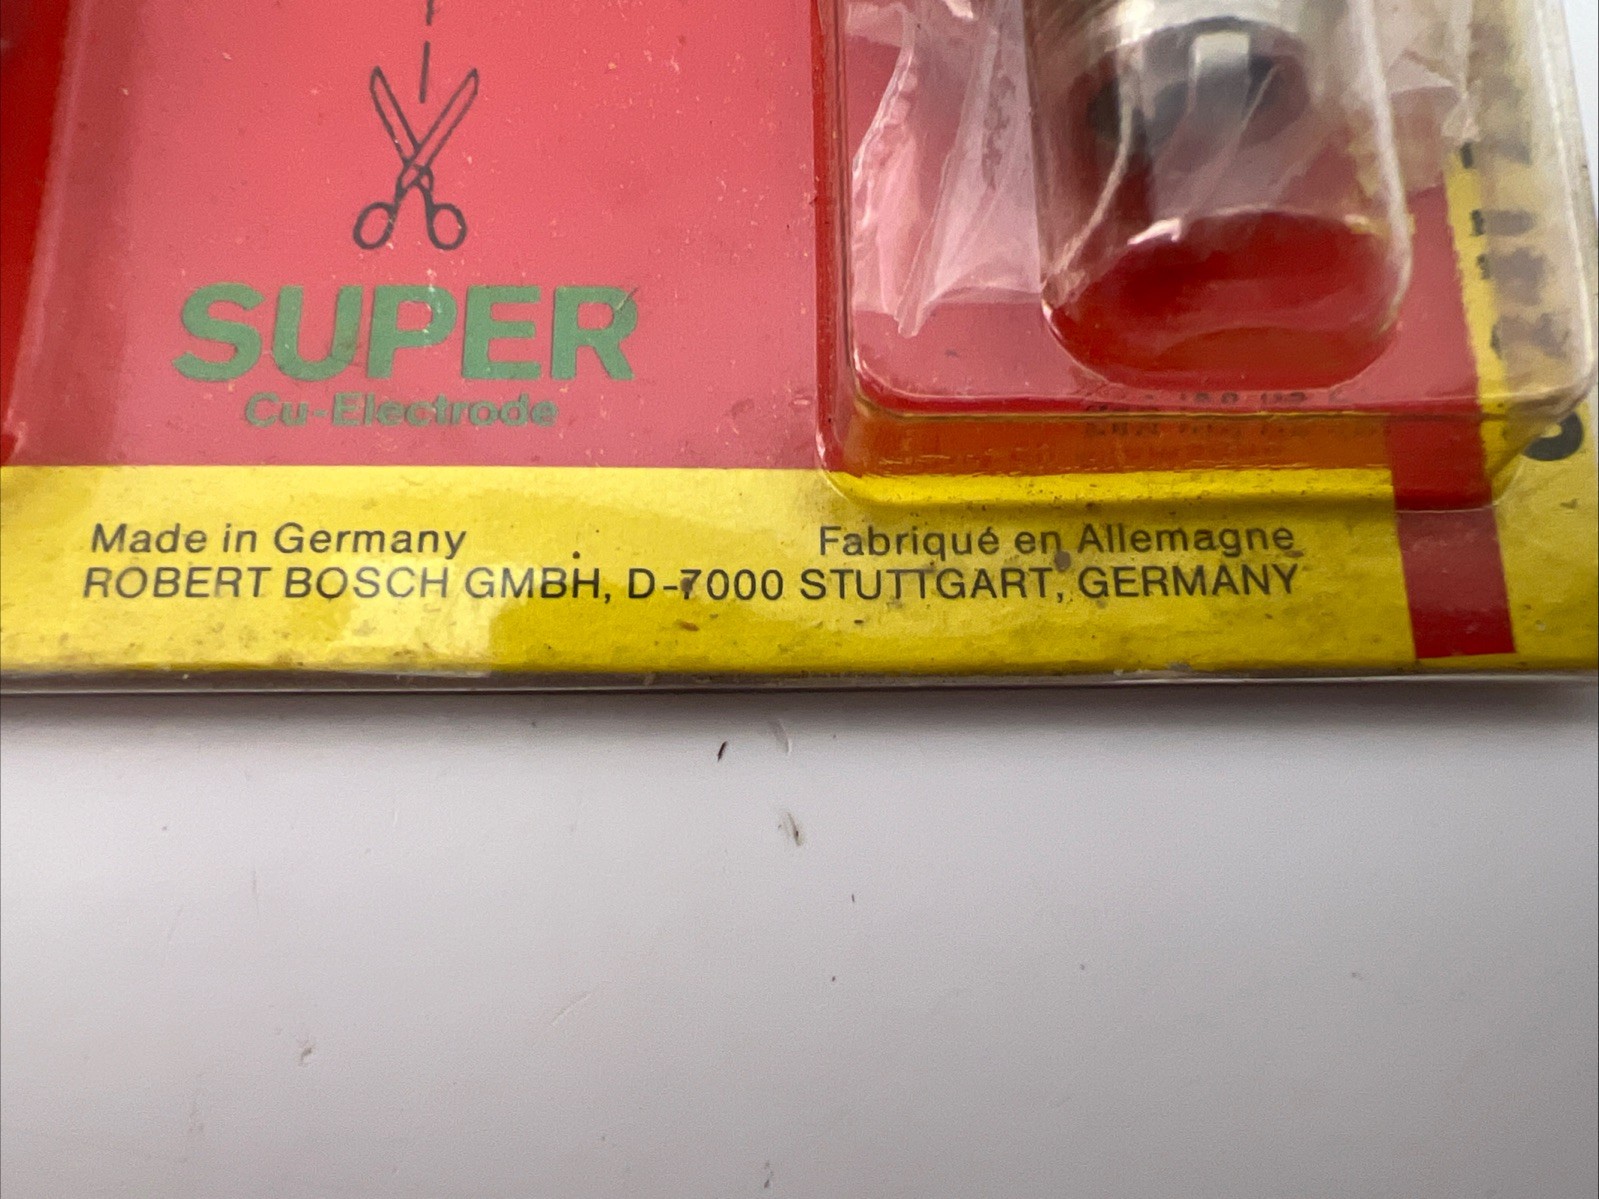 SUPER
Cu-Electrode
Made in Germany Fabriqué en Allemagne
ROBERT BOSCH GMBH, D-7000 STUTTGART, GERMANY